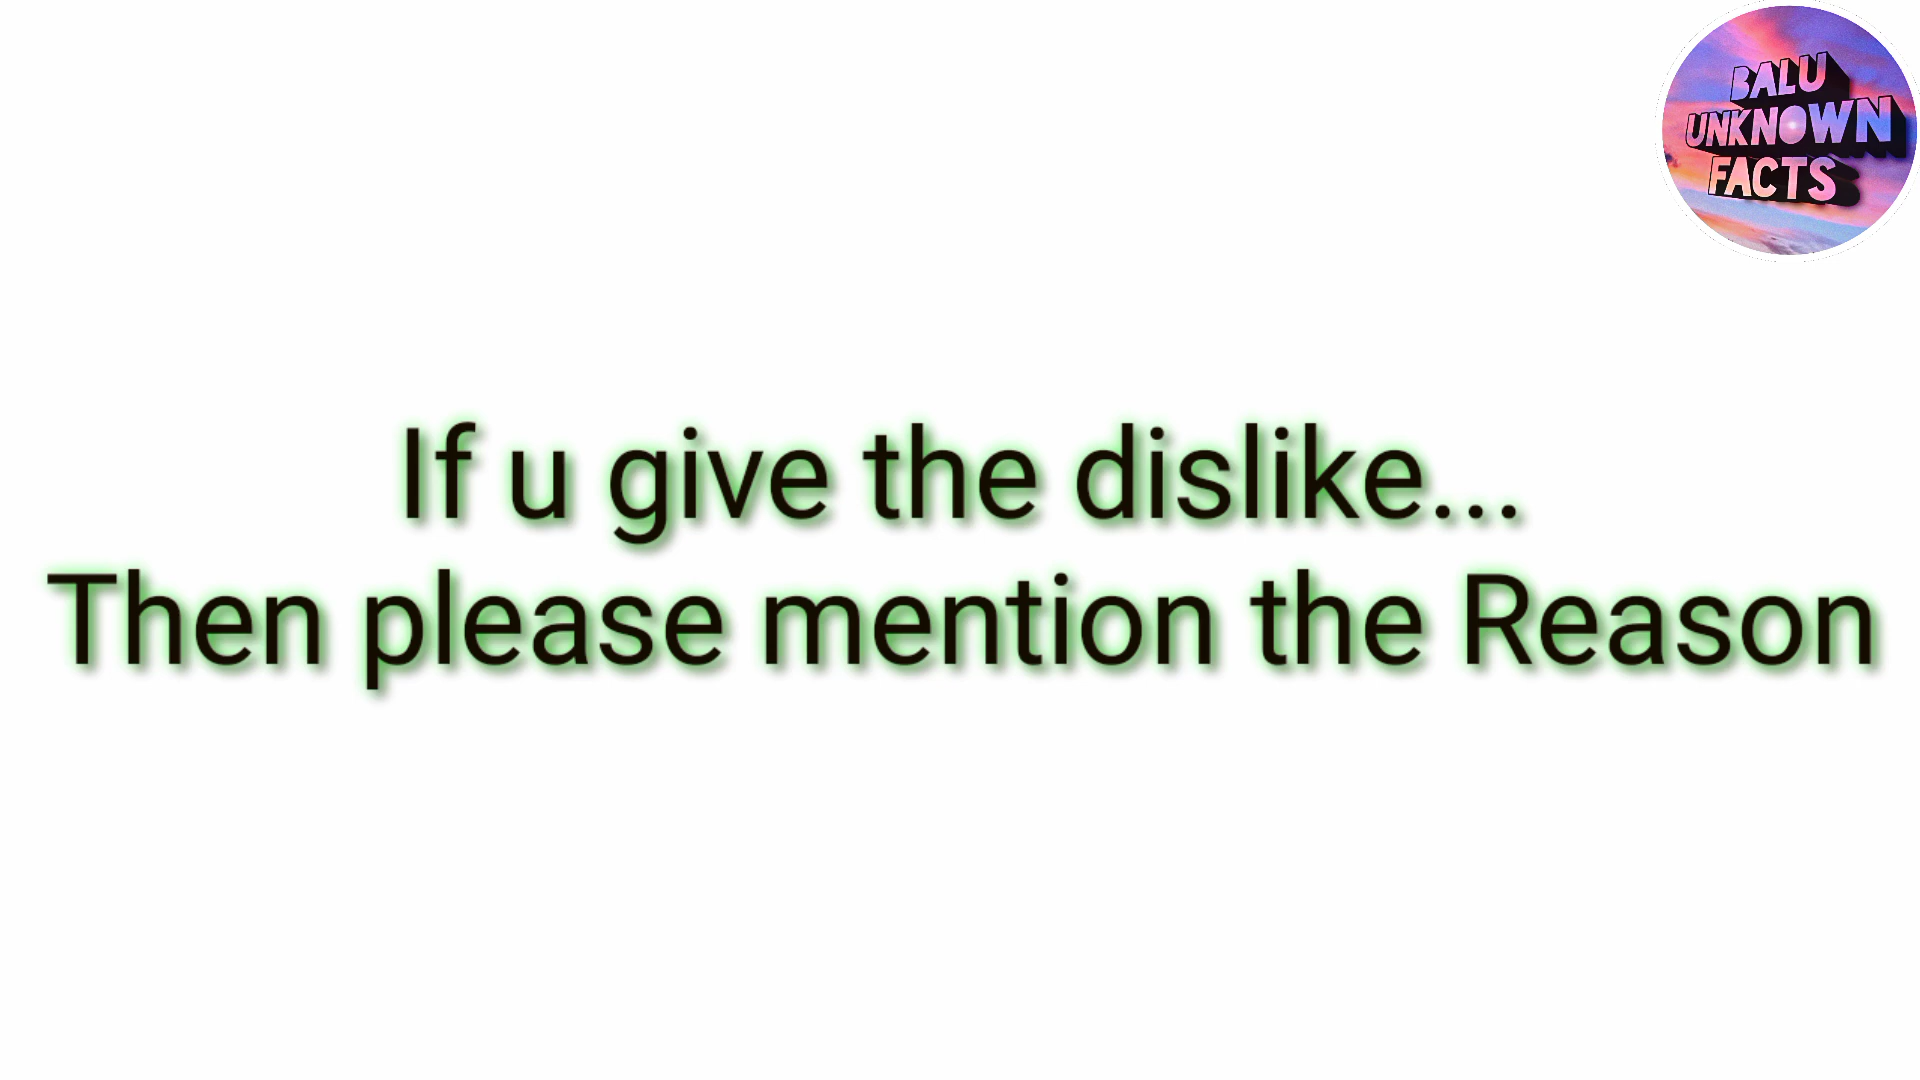 BALU
UNKNOWN
FACTS
If u give the dislike...
Then please mention the Reason